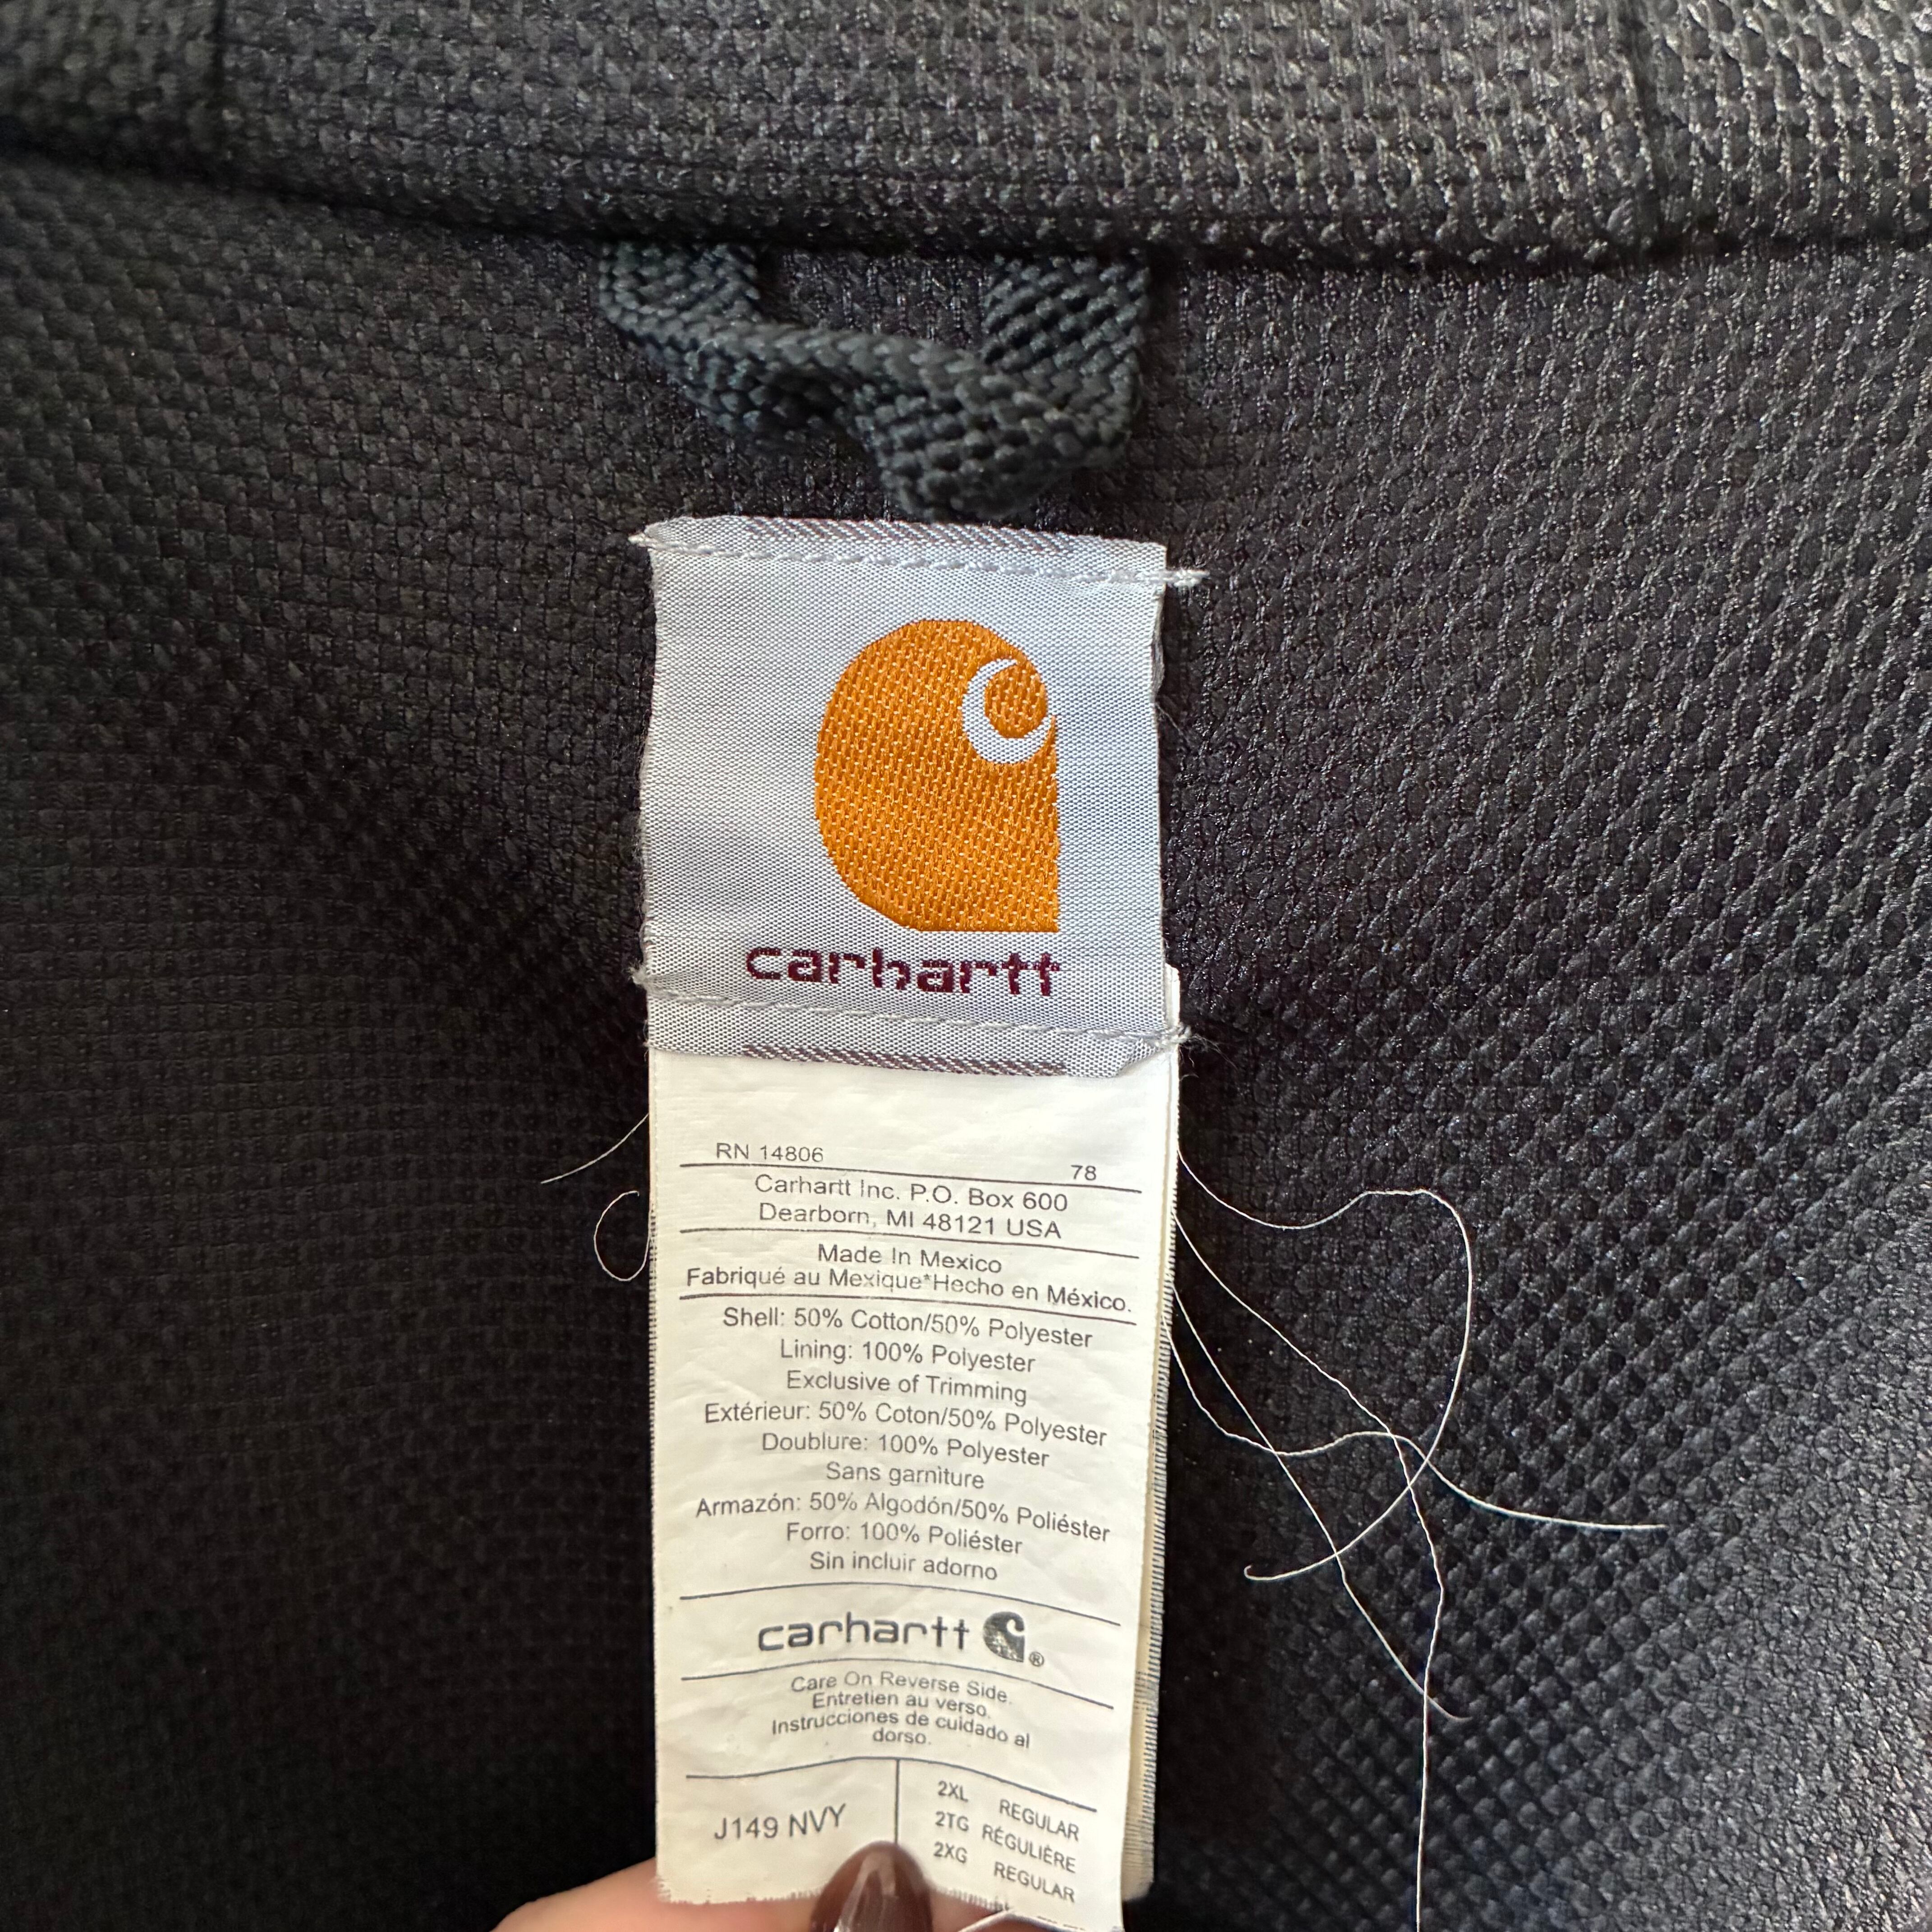 carhartt
RN 14806
78
Carhartt Inc. P.O. Box 600
Dearborn, MI 48121 USA
Made In Mexico
Fabriqué au Mexique*Hecho en México.
Shell: 50% Cotton/50% Polyester
Lining: 100% Polyester
Exclusive of Trimming
Extérieur: 50% Coton/50% Polyester
Doublure: 100% Polyester
Sans garniture
Armazón: 50% Algodón/50% Poliéster
Forro: 100% Poliéster
Sin incluir adorno
carhartt ®
Care On Reverse Side.
Entretien au verso.
Instrucciones de cuidado al
dorso.
J149 NVY
2XL REGULAR
2TG RÉGULIÈRE
2XG REGULAR